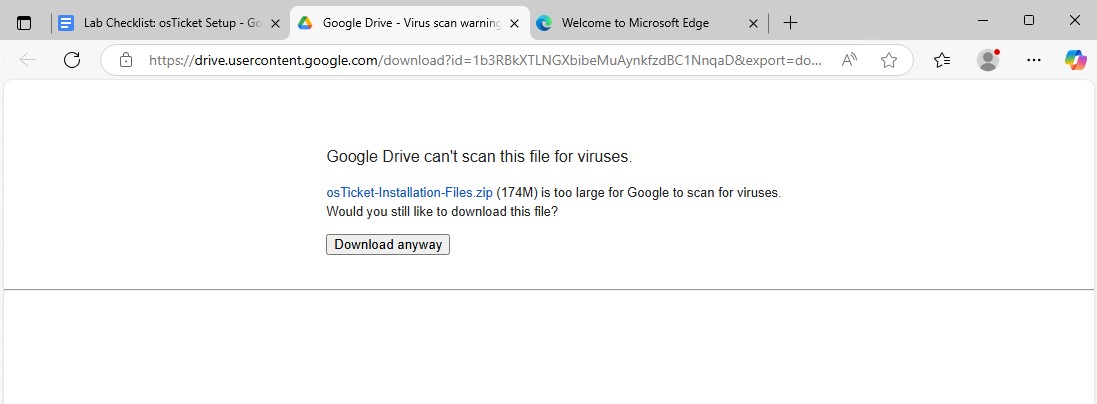 Lab Checklist: osTicket Setup - Go
Google Drive - Virus scan warning
Welcome to Microsoft Edge
https://drive.usercontent.google.com/download?id=1b3RBkXTLNGXbibeMuAynkfzdBC1NnqaD&export=do...
Google Drive can't scan this file for viruses.
osTicket-Installation-Files.zip (174M) is too large for Google to scan for viruses.
Would you still like to download this file?
Download anyway